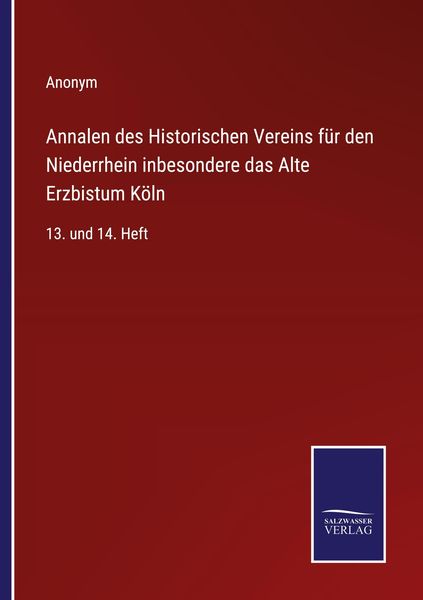 Anonym
Annalen des Historischen Vereins für den
Niederrhein inbesondere das Alte
Erzbistum Köln
13. und 14. Heft
SALZWASSER
VERLAG